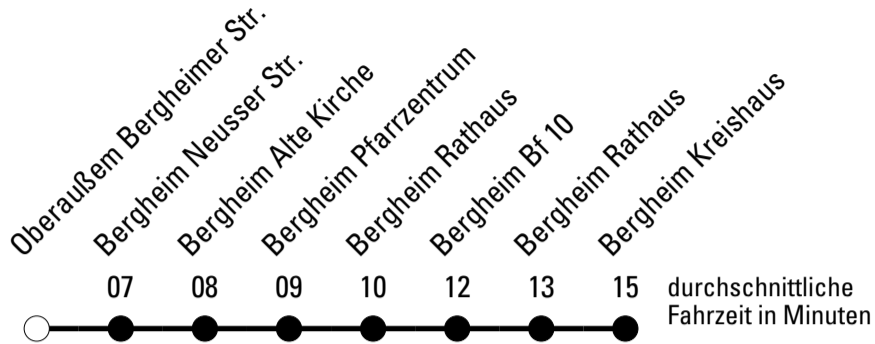 Oberaußem Bergheimer Str.
Bergheim Neusser Str.
Bergheim Alte Kirche
Bergheim Pfarrzentrum
Bergheim Rathaus
Bergheim Bf 10
Bergheim Rathaus
Bergheim Kreishaus
07 08 09 10 12 13 15
durchschnittliche
Fahrzeit in Minuten